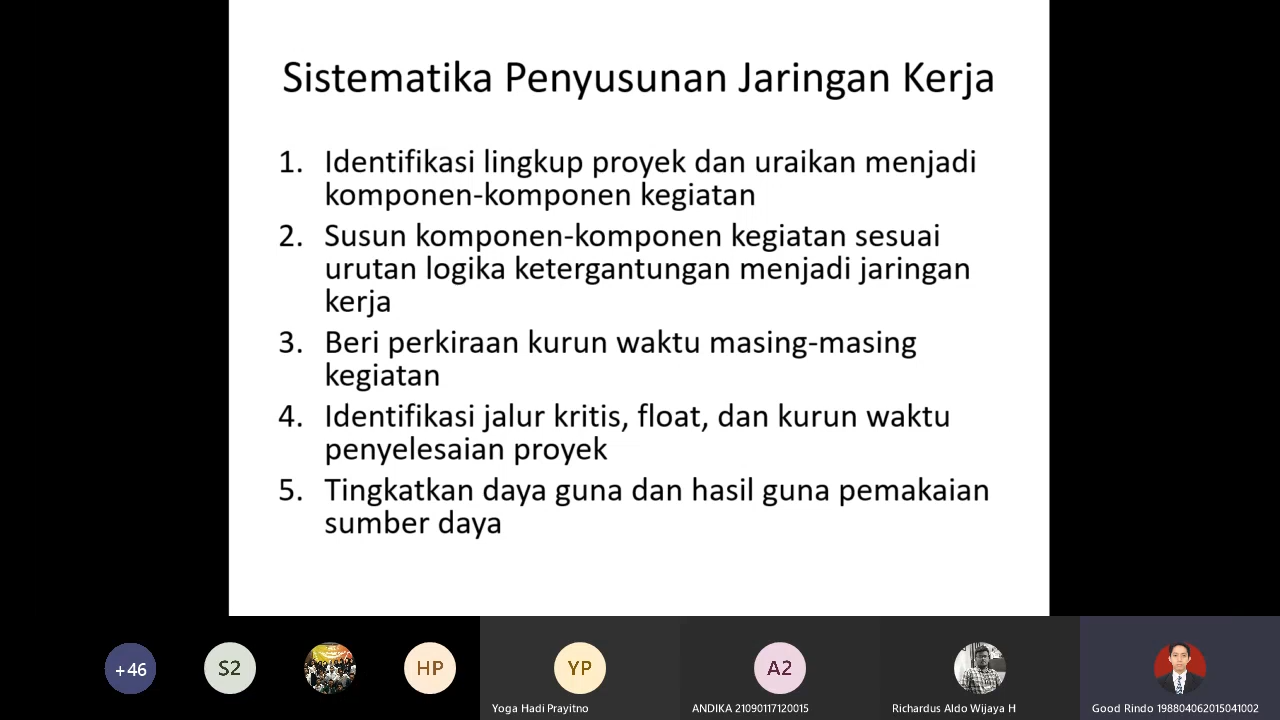 Sistematika Penyusunan Jaringan Kerja
1. Identifikasi lingkup proyek dan uraikan menjadi
komponen-komponen kegiatan
2. Susun komponen-komponen kegiatan sesuai
urutan logika ketergantungan menjadi jaringan
kerja
3. Beri perkiraan kurun waktu masing-masing
kegiatan
4. Identifikasi jalur kritis, float, dan kurun waktu
penyelesaian proyek
5. Tingkatkan daya guna dan hasil guna pemakaian
sumber daya
+46
S2
HP
YP
A2
Yoga Hadi Prayitno
ANDIKA 21090117120015
Richardus Aldo Wijaya H
Good Rindo 198804062015041002